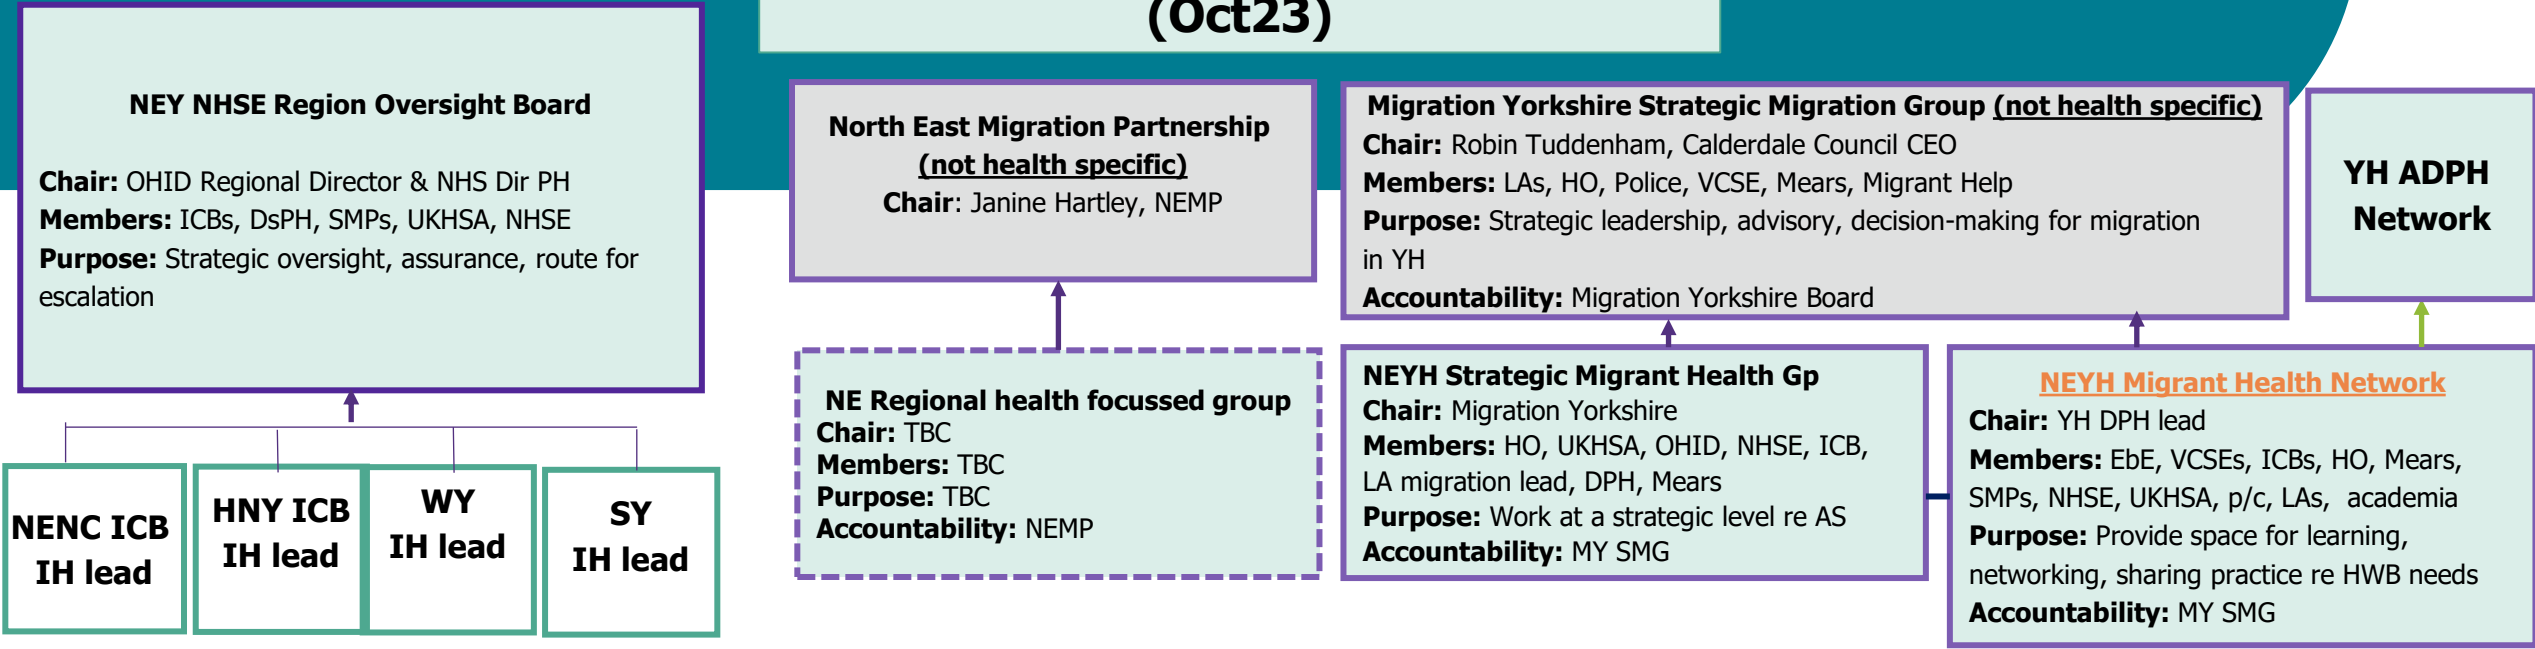 (Oct23)
NEY NHSE Region Oversight Board
Chair: OHID Regional Director & NHS Dir PH
Members: ICBs, DsPH, SMPs, UKHSA, NHSE
Purpose: Strategic oversight, assurance, route for
escalation
North East Migration Partnership
(not health specific)
Chair: Janine Hartley, NEMP
Migration Yorkshire Strategic Migration Group (not health specific)
Chair: Robin Tuddenham, Calderdale Council CEO
Members: LAs, HO, Police, VCSE, Mears, Migrant Help
Purpose: Strategic leadership, advisory, decision-making for migration
in YH
Accountability: Migration Yorkshire Board
YH ADPH
Network
NENC ICB
IH lead
HNY ICB
IH lead
WY
IH lead
SY
IH lead
NE Regional health focussed group
Chair: TBC
Members: TBC
Purpose: TBC
Accountability: NEMP
NEYH Strategic Migrant Health Gp
Chair: Migration Yorkshire
Members: HO, UKHSA, OHID, NHSE, ICB,
LA migration lead, DPH, Mears
Purpose: Work at a strategic level re AS
Accountability: MY SMG
NEYH Migrant Health Network
Chair: YH DPH lead
Members: EbE, VCSEs, ICBs, HO, Mears,
SMPs, NHSE, UKHSA, p/c, LAs, academia
Purpose: Provide space for learning,
networking, sharing practice re HWB needs
Accountability: MY SMG